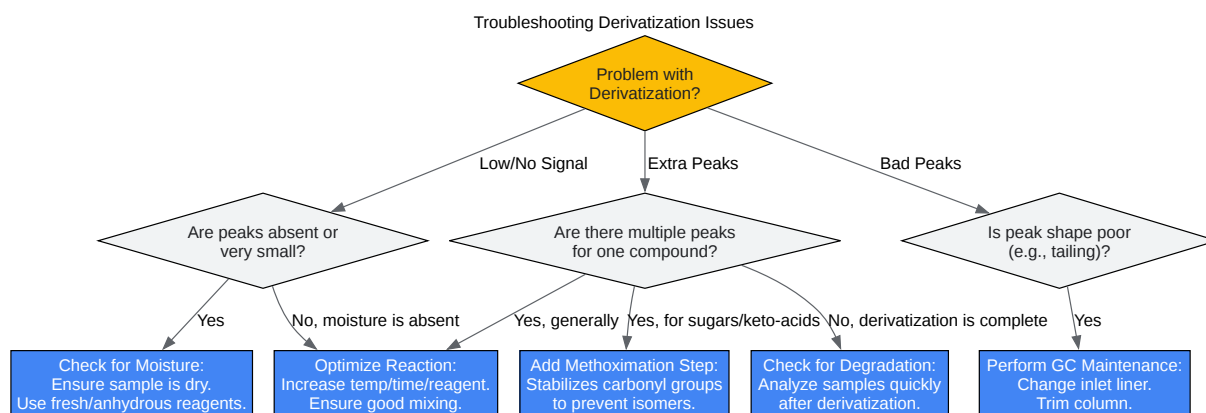 Troubleshooting Derivatization Issues
Problem with
Derivatization?
Low/No Signal
Extra Peaks
Bad Peaks
Are peaks absent or
very small?
Are there multiple peaks
for one compound?
Is peak shape poor
(e.g., tailing)?
Yes
No, moisture is absent
Yes, generally
Yes, for sugars/keto-acids
No, derivatization is complete
Yes
Check for Moisture:
Ensure sample is dry.
Use fresh/anhydrous reagents.
Optimize Reaction:
Increase temp/time/reagent.
Ensure good mixing.
Add Methoximation Step:
Stabilizes carbonyl groups
to prevent isomers.
Check for Degradation:
Analyze samples quickly
after derivatization.
Perform GC Maintenance:
Change inlet liner.
Trim column.